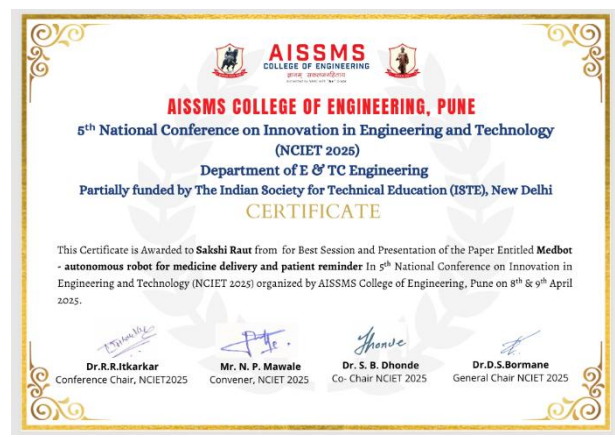 AISSMS
COLLEGE OF ENGINEERING
AISSMS COLLEGE OF ENGINEERING, PUNE
5th National Conference on Innovation in Engineering and Technology
(NCIET 2025)
Department of E & TC Engineering
Partially funded by The Indian Society for Technical Education (ISTE), New Delhi
CERTIFICATE
This Certificate is Awarded to Sakshi Raut from for Best Session and Presentation of the Paper Entitled Medbot
- autonomous robot for medicine delivery and patient reminder In 5th National Conference on Innovation in
Engineering and Technology (NCIET 2025) organized by AISSMS College of Engineering, Pune on 8th & 9th April
2025.
Dr.R.R.Itkarkar Mr. N. P. Mawale Dr. S. B. Dhonde Dr.D.S.Bormane
Conference Chair, NCIET2025 Convener, NCIET 2025 Co- Chair NCIET 2025 General Chair NCIET 2025